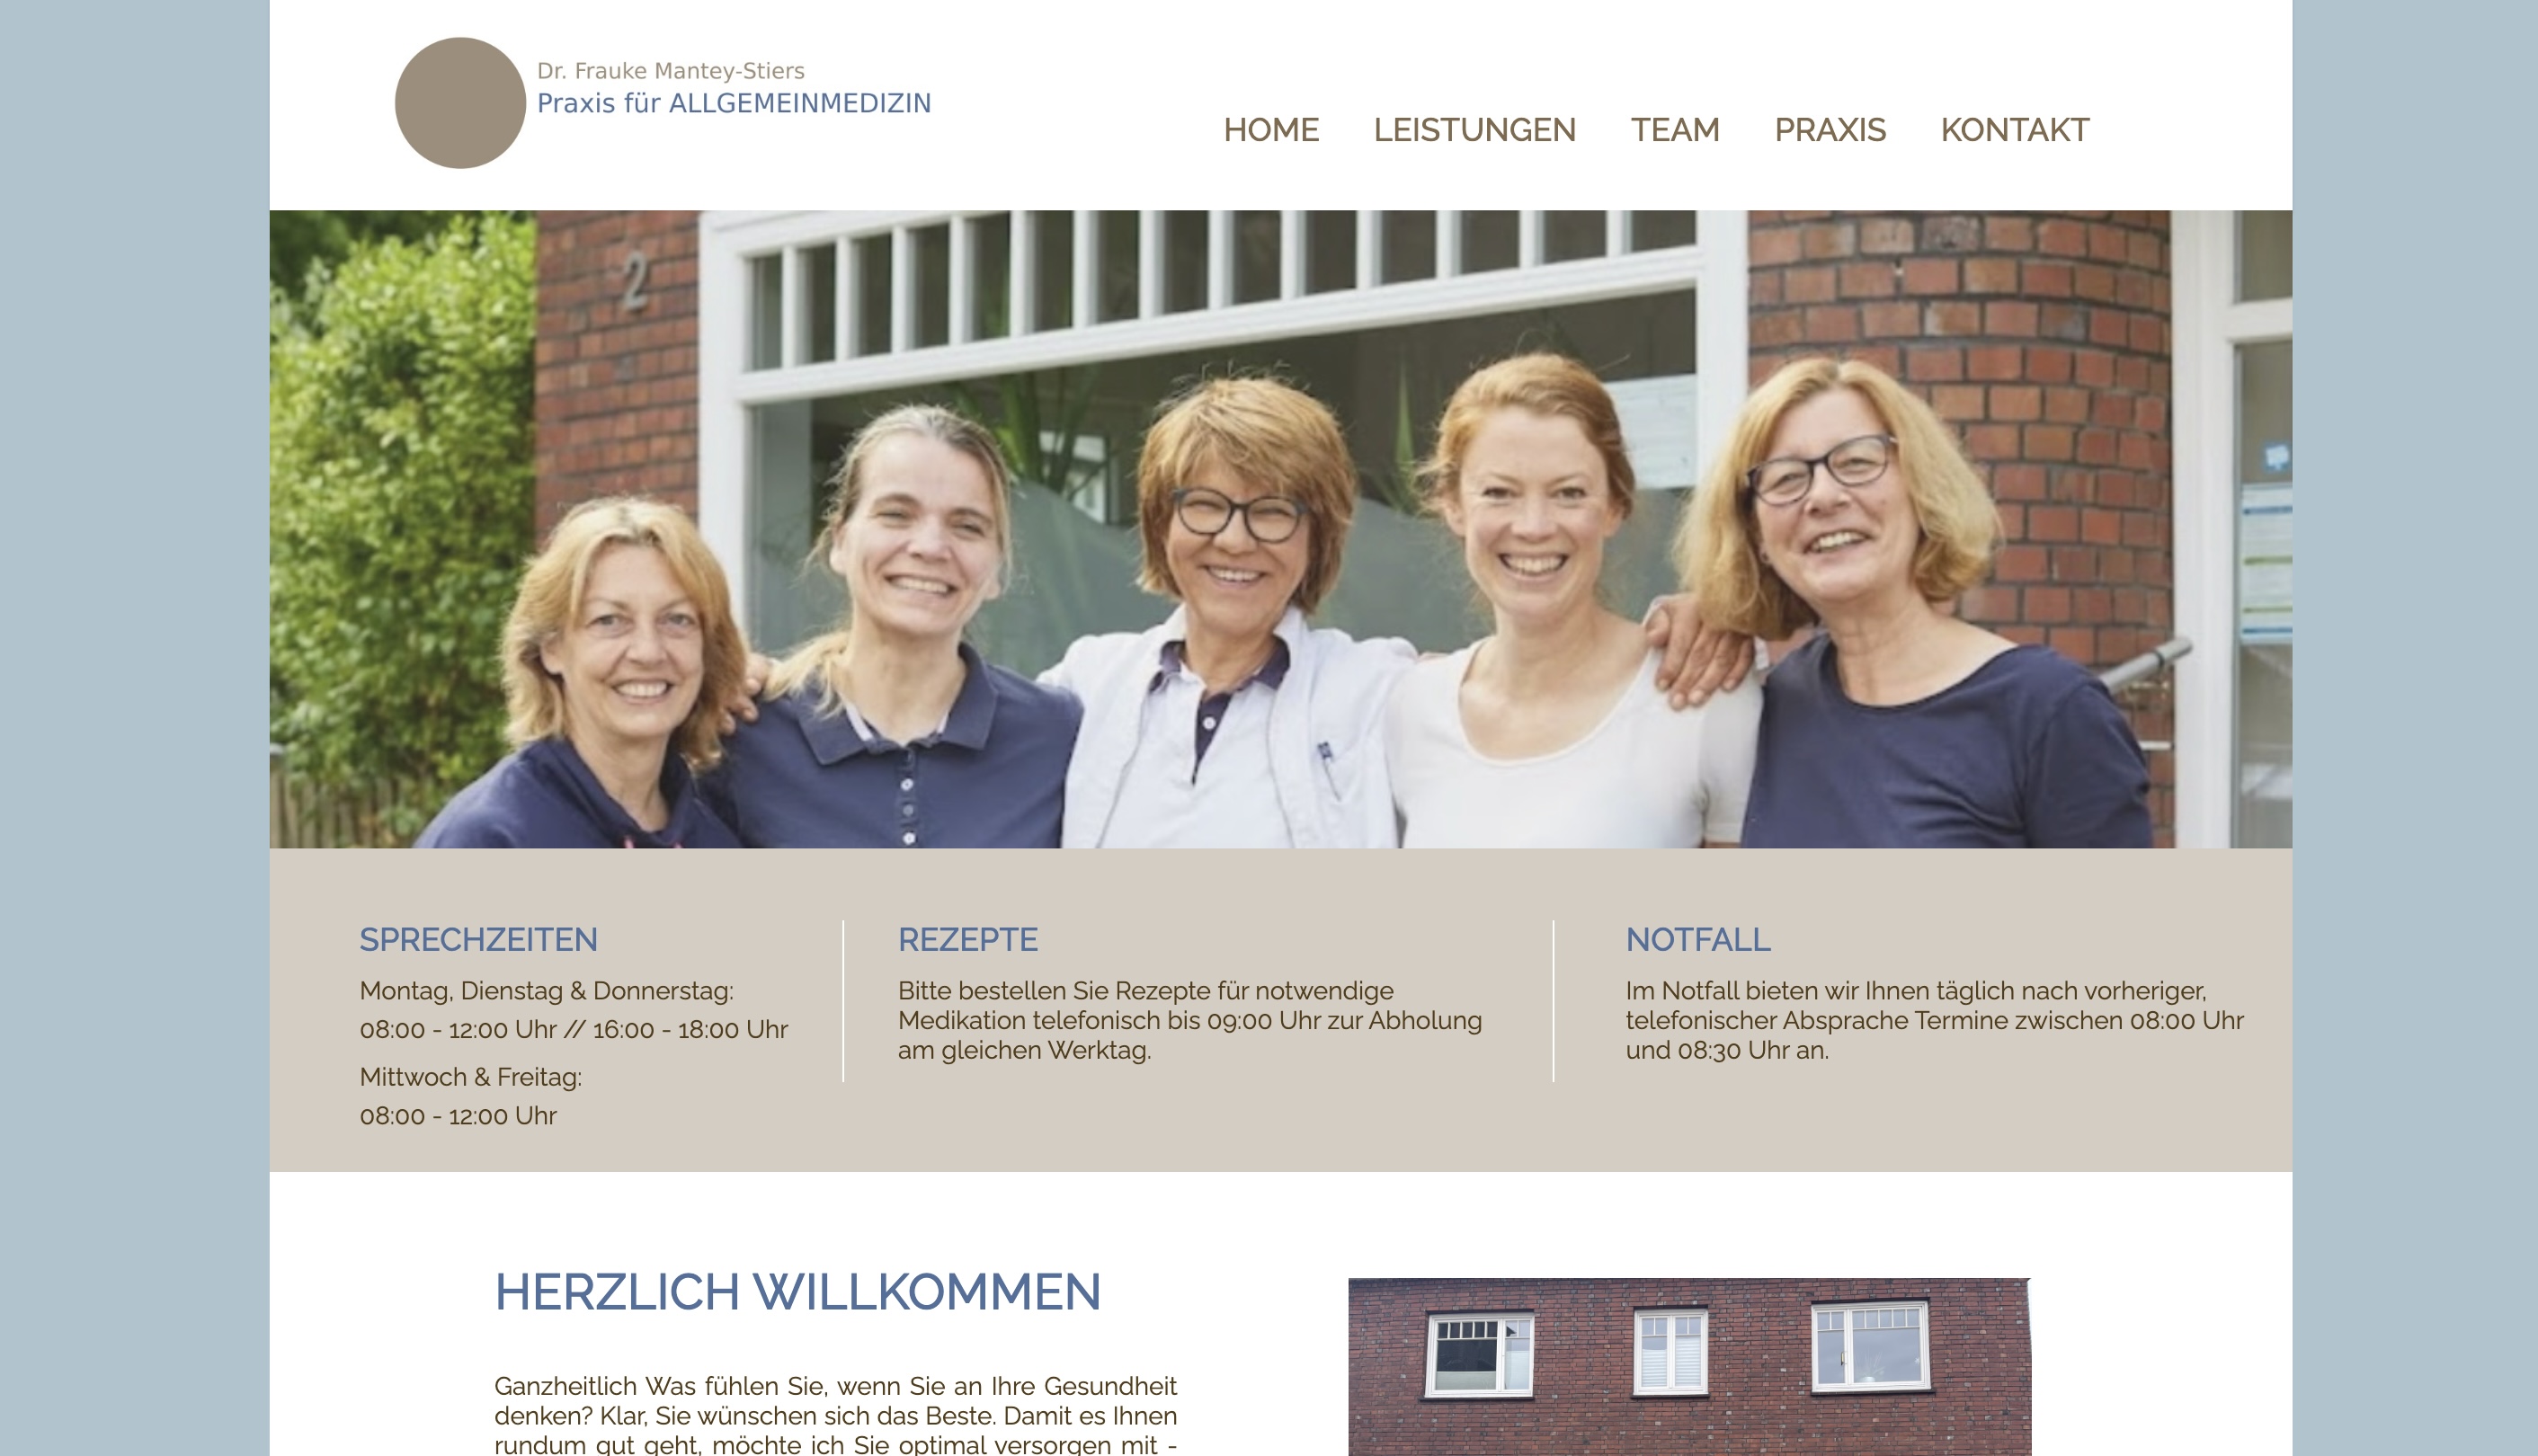 Dr. Frauke Mantey-Stiers
Praxis für ALLGEMEINMEDIZIN
HOME LEISTUNGEN TEAM PRAXIS KONTAKT
2
SPRECHZEITEN
Montag, Dienstag & Donnerstag:
08:00 - 12:00 Uhr // 16:00 - 18:00 Uhr
Mittwoch & Freitag:
08:00 - 12:00 Uhr
REZEPTE
Bitte bestellen Sie Rezepte für notwendige
Medikation telefonisch bis 09:00 Uhr zur Abholung
am gleichen Werktag.
NOTFALL
Im Notfall bieten wir Ihnen täglich nach vorheriger,
telefonischer Absprache Termine zwischen 08:00 Uhr
und 08:30 Uhr an.
HERZLICH WILLKOMMEN
Ganzheitlich Was fühlen Sie, wenn Sie an Ihre Gesundheit
denken? Klar, Sie wünschen sich das Beste. Damit es Ihnen
rundum gut geht, möchte ich Sie optimal versorgen mit -